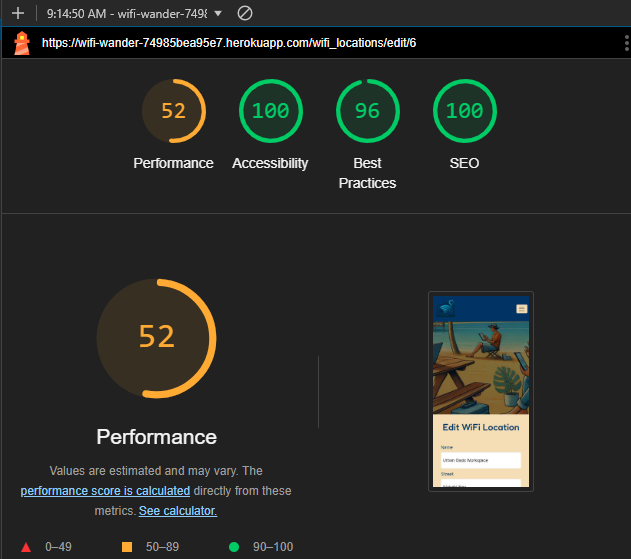 9:14:50 AM - wifi-wander-7498
https://wifi-wander-74985bea95e7.herokuapp.com/wifi_locations/edit/6
52
100
96
100
Performance
Accessibility
Best
Practices
SEO
52
Performance
Values are estimated and may vary. The
performance score is calculated directly from these
metrics. See calculator.
0–49
50–89
90–100
Edit WiFi Location
Name
Urban Oasis Workspace
Street